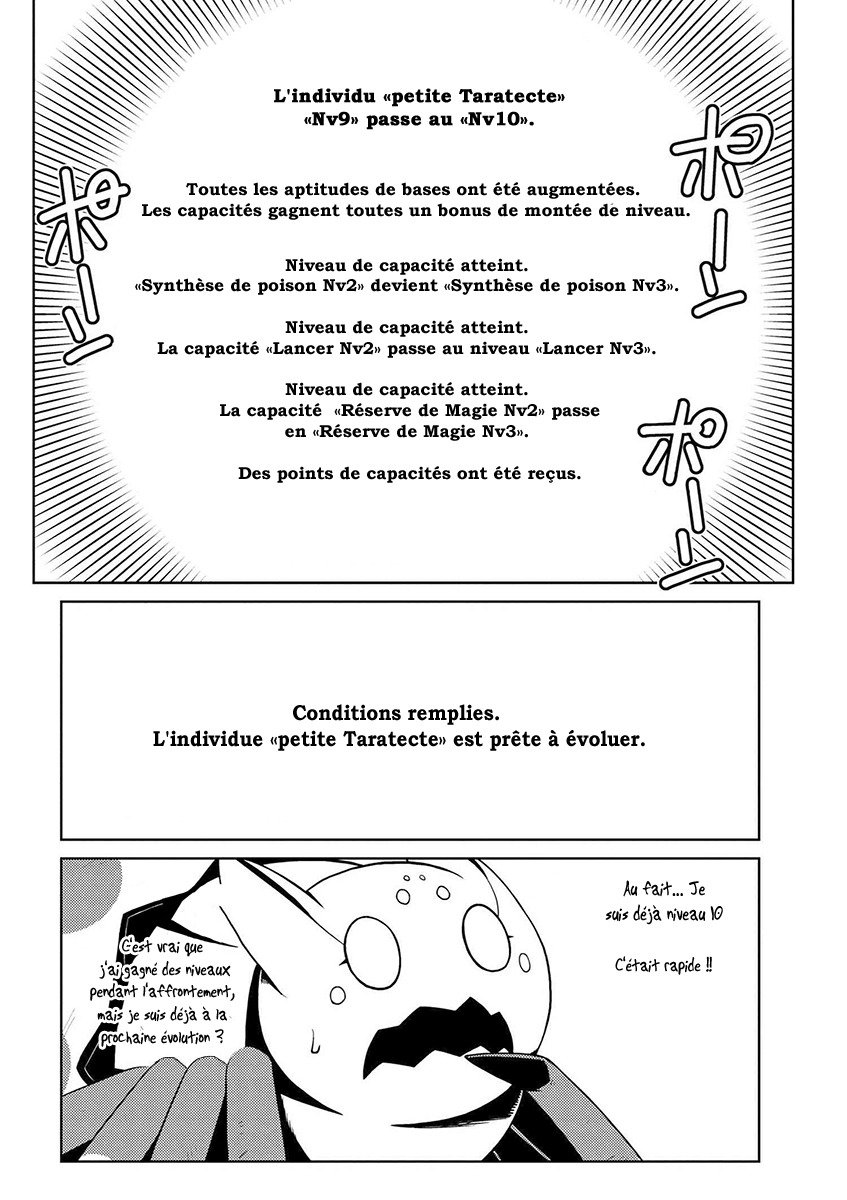 L'individu «petite Taratecte»
«Nv9» passe au «Nv10».
ポーン
ポーン
Toutes les aptitudes de bases ont été augmentées.
Les capacités gagnent toutes un bonus de montée de niveau.
Niveau de capacité atteint.
«Synthèse de poison Nv2» devient «Synthèse de poison Nv3».
Niveau de capacité atteint.
La capacité «Lancer Nv2» passe au niveau «Lancer Nv3».
Niveau de capacité atteint.
La capacité «Réserve de Magie Nv2» passe
en «Réserve de Magie Nv3».
ポーン
Des points de capacités ont été reçus.
Conditions remplies.
L'individue «petite Taratecte» est prête à évoluer.
Au fait... Je
suis déjà niveau 10
C'était rapide !!
C'est vrai que
j'ai gagné des niveaux
pendant l'affrontement,
mais je suis déjà à la
prochaine évolution ?